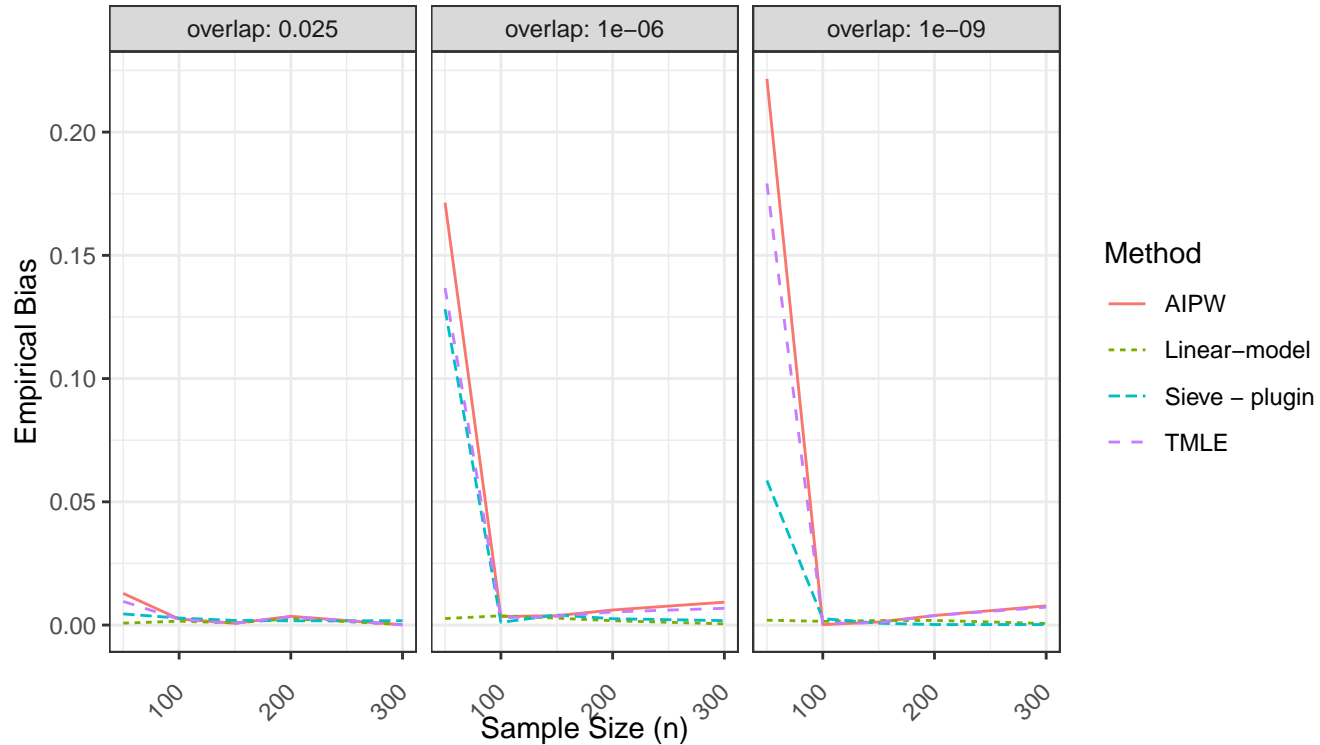 overlap: 0.025
overlap: 1e−06
overlap: 1e−09
Empirical Bias
0.20
0.15
0.10
0.05
0.00
100
200
300
100
200
300
100
200
300
Sample Size (n)
Method
AIPW
Linear−model
Sieve − plugin
TMLE